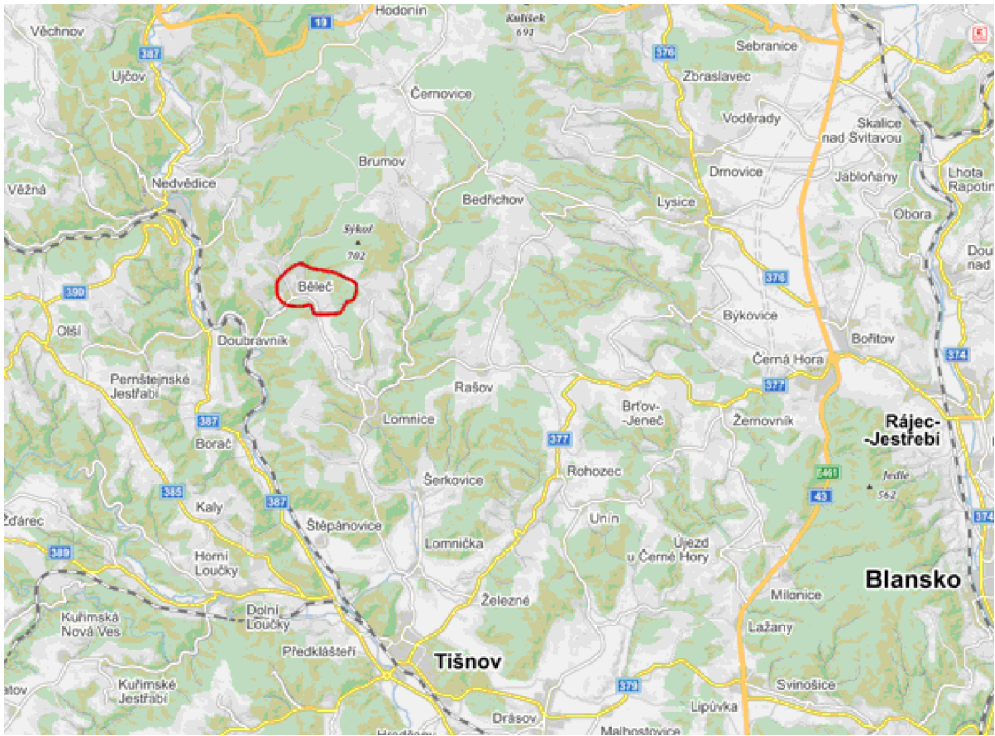 Hodonín
Kulíšek
691
19
Věchnov
Sebranice
5
387
376
Ujčov
Zbraslavec
Černovice
Voděrady
Skalice
nad Svitavou
Brumov
Drnovice
Lhota
Rapotín
Věžná
Nedvědice
Jabloňany
Bedřichov
Lysice
Obora
Sýkoř
702
Dou
nad
376
Běleč
390
Býkovice
Olší
Doubravník
Bořitov
Černá Hora
374
Pernštejnské
Jestřabí
Rašov
377
Brťov-
-Jeneč
Lomnice
387
Žernovník
Rájec-
-Jestřebí
Borač
377
Rohozec
E461
Jedle
562
Šerkovice
385
43
387
Kaly
Unín
374
Žďárec
Štěpánovice
Lomnička
Újezd
u Černé Hory
389
Horní
Loučky
Blansko
Železné
Milonice
Dolní
Loučky
Kuřimská
Nová Ves
Lažany
Předklášteří
Tišnov
Kuřimské
Jestřabí
atov
379
Svinošice
Lipůvka
Drásov
Malhostovice
Hradčany